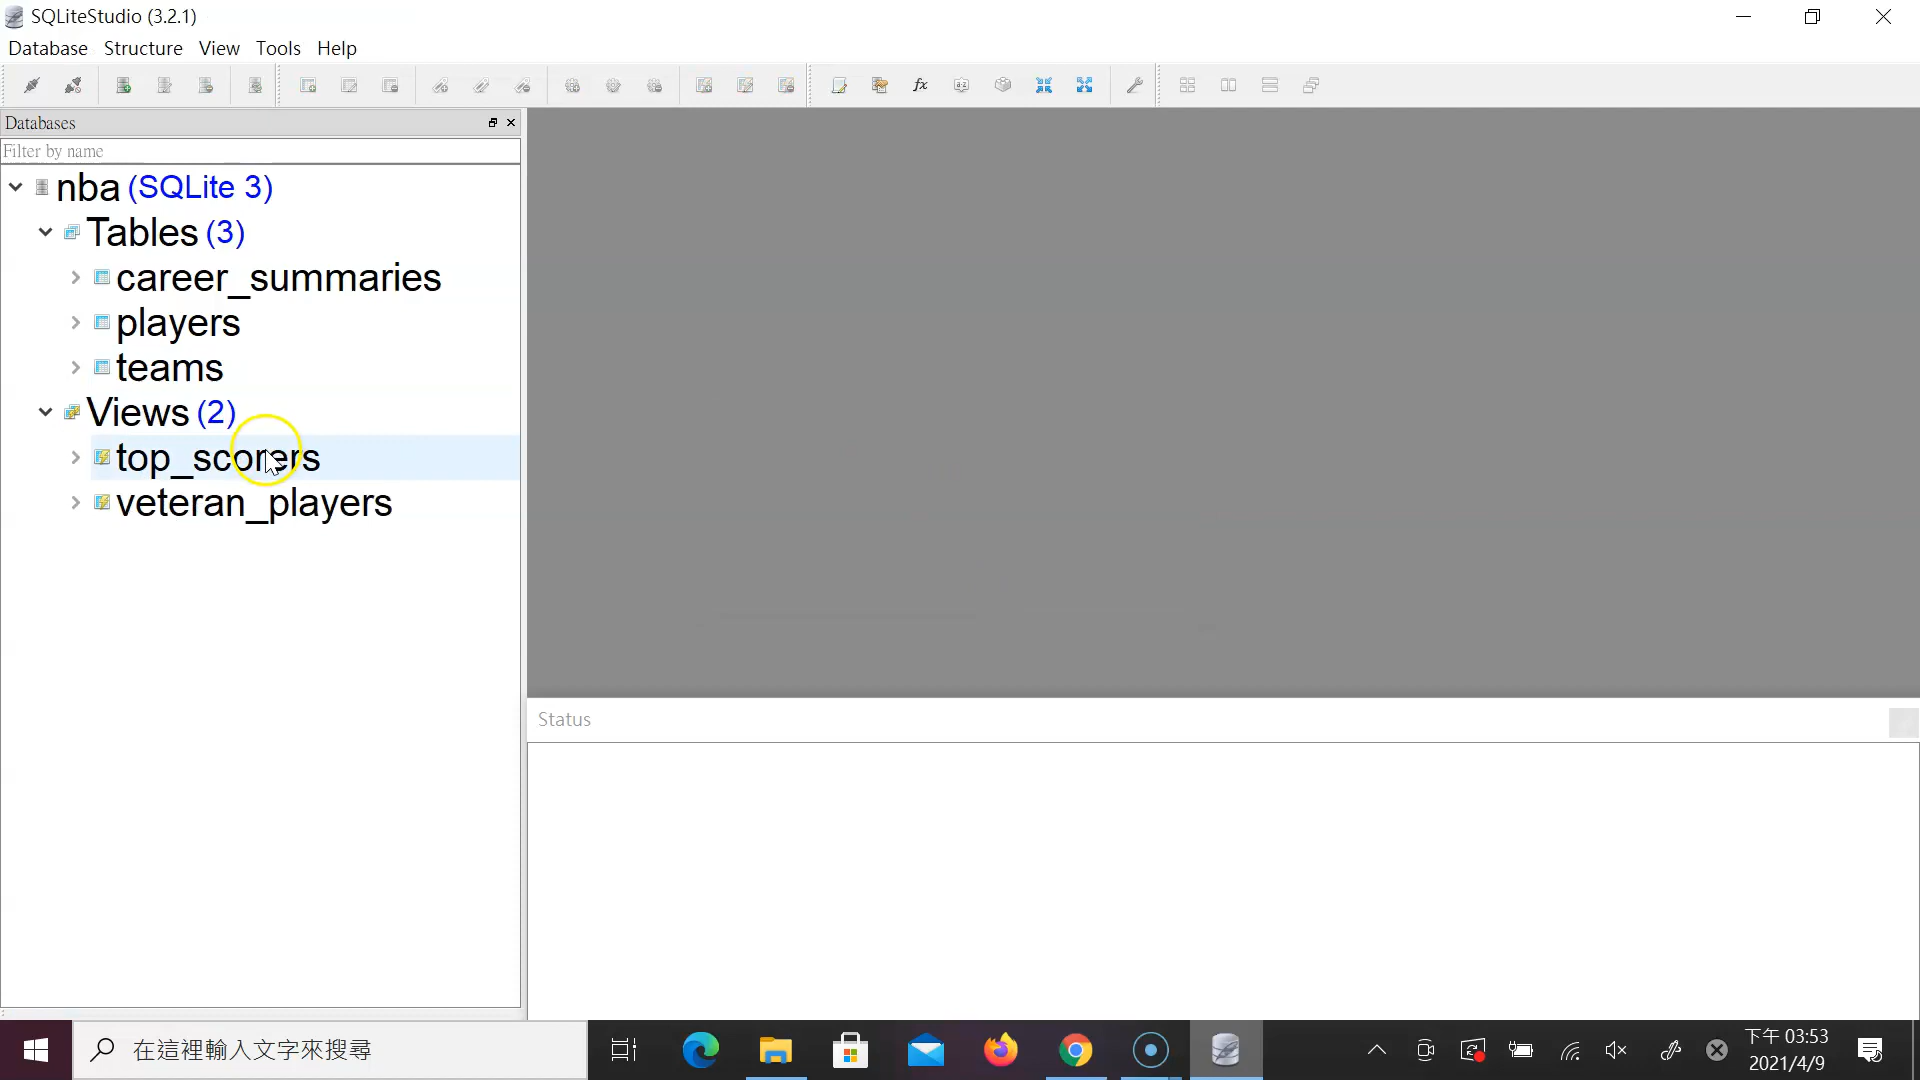 SQLiteStudio (3.2.1)
Database Structure View Tools Help
Databases
Filter by name
nba (SQLite 3)
Tables (3)
career_summaries
players
teams
Views (2)
top_scorers
veteran_players
Status
在這裡輸入文字來搜尋
下午 03:53
2021/4/9